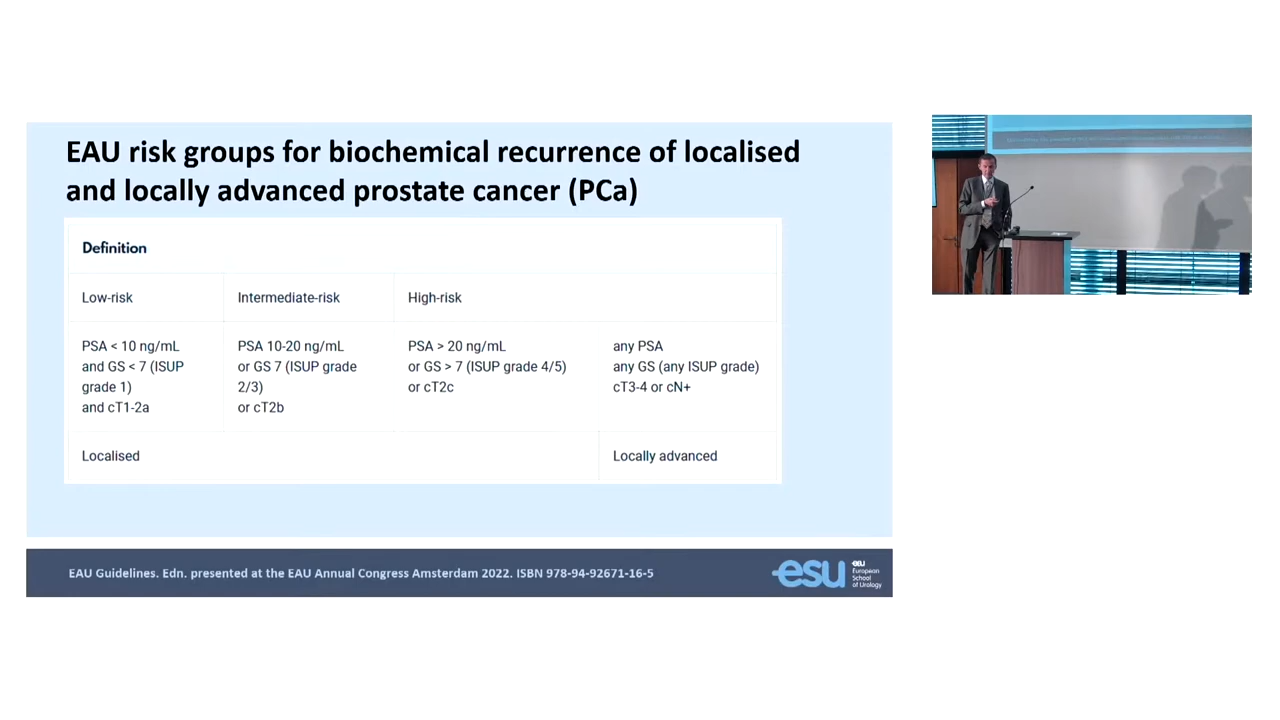 EAU risk groups for biochemical recurrence of localised
and locally advanced prostate cancer (PCa)
Definition
Low-risk
Intermediate-risk
High-risk
PSA < 10 ng/mL
and GS < 7 (ISUP
grade 1)
and cT1-2a
PSA 10-20 ng/mL
or GS 7 (ISUP grade
2/3)
or cT2b
PSA > 20 ng/mL
or GS > 7 (ISUP grade 4/5)
or cT2c
any PSA
any GS (any ISUP grade)
cT3-4 or cN+
Localised
Locally advanced
EAU Guidelines. Edn. presented at the EAU Annual Congress Amsterdam 2022. ISBN 978-94-92671-16-5
esu
eau
European
School
of Urology